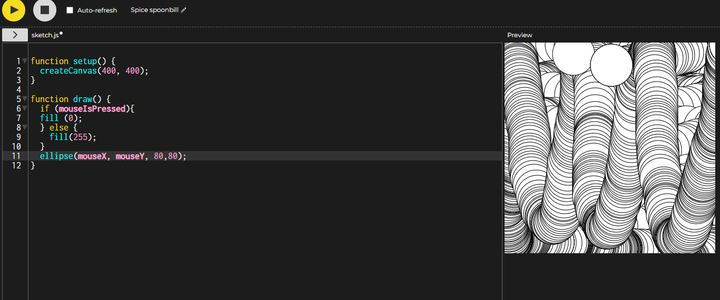 Auto-refresh Spice spoonbill
sketch.js• Preview
1 function setup() {
2 createCanvas(400, 400);
3 }
4
5 function draw() {
6 if (mouseIsPressed){
7 fill (0);
8 } else {
9 fill(255);
10 }
11 ellipse(mouseX, mouseY, 80,80);
12 }